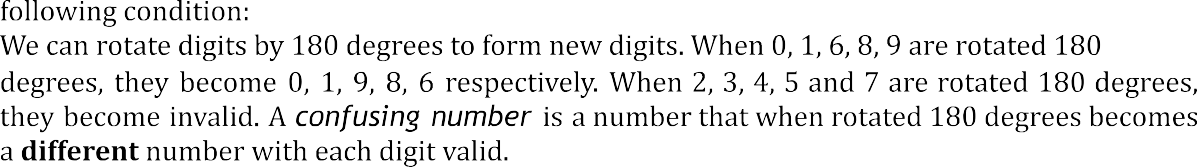 following condition:
We can rotate digits by 180 degrees to form new digits. When 0, 1, 6, 8, 9 are rotated 180
degrees, they become 0, 1, 9, 8, 6 respectively. When 2, 3, 4, 5 and 7 are rotated 180 degrees,
they become invalid. A confusing number is a number that when rotated 180 degrees becomes
a different number with each digit valid.